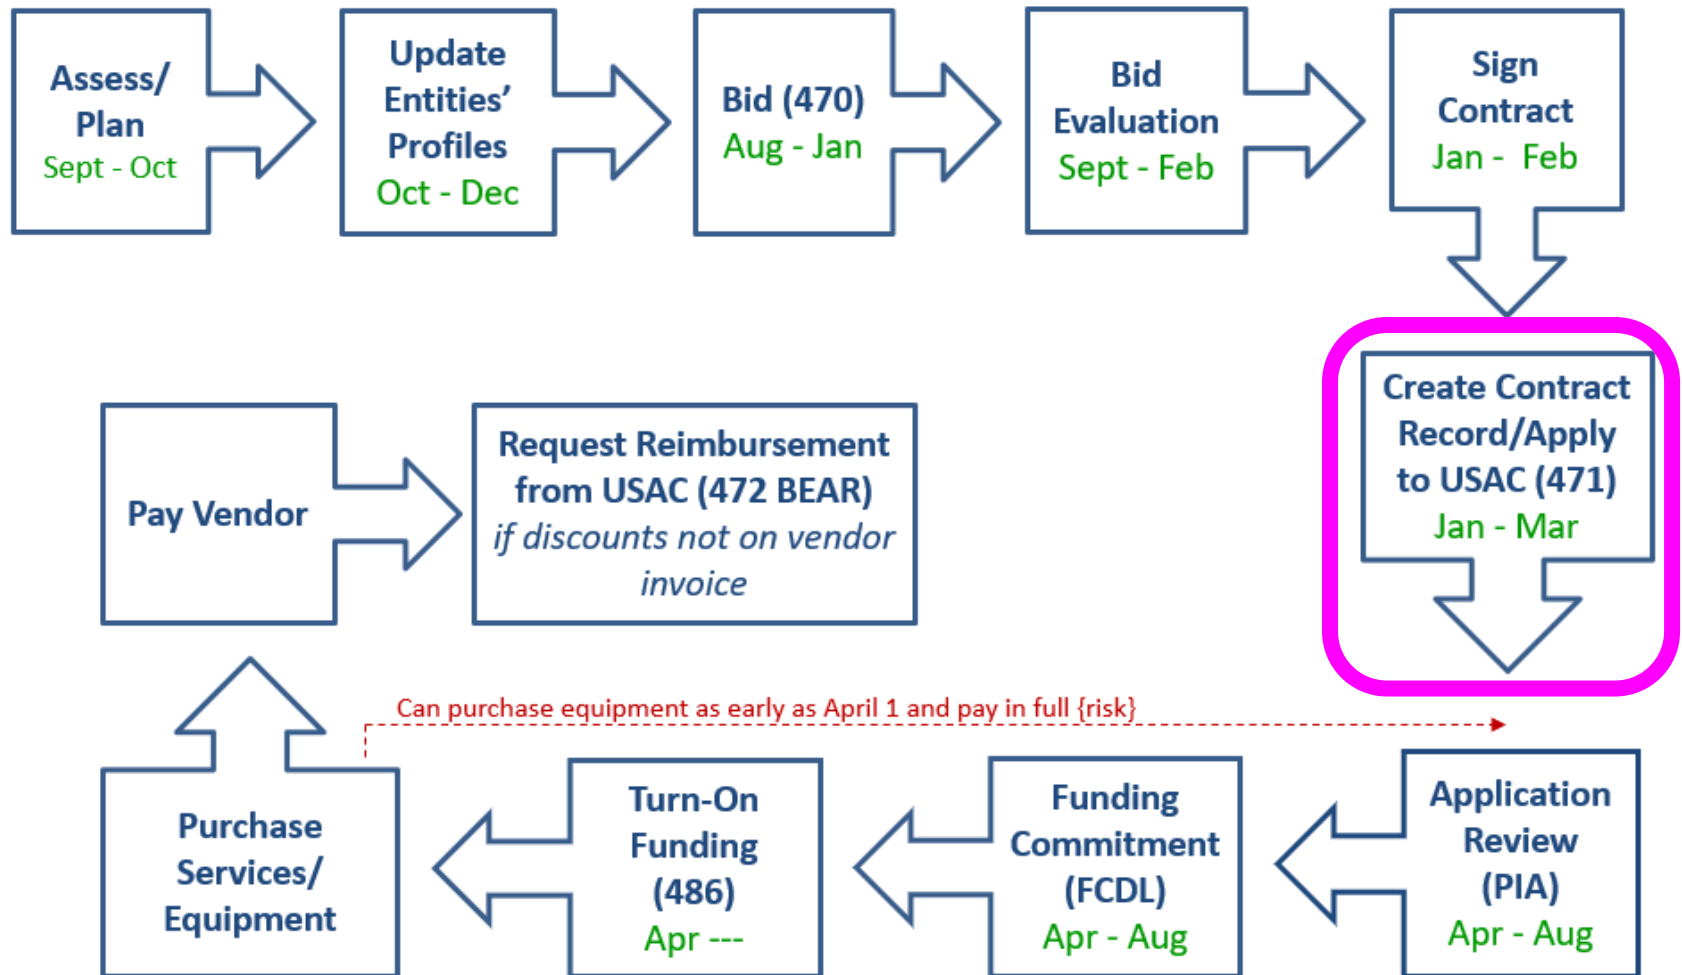 Assess/
Plan
Sept - Oct
Update
Entities’
Profiles
Oct - Dec
Bid (470)
Aug - Jan
Bid
Evaluation
Sept - Feb
Sign
Contract
Jan - Feb
Create Contract
Record/Apply
to USAC (471)
Jan - Mar
Application
Review
(PIA)
Apr - Aug
Funding
Commitment
(FCDL)
Apr - Aug
Turn-On
Funding
(486)
Apr ---
Purchase
Services/
Equipment
Can purchase equipment as early as April 1 and pay in full {risk}
Pay Vendor
Request Reimbursement
from USAC (472 BEAR)
if discounts not on vendor
invoice